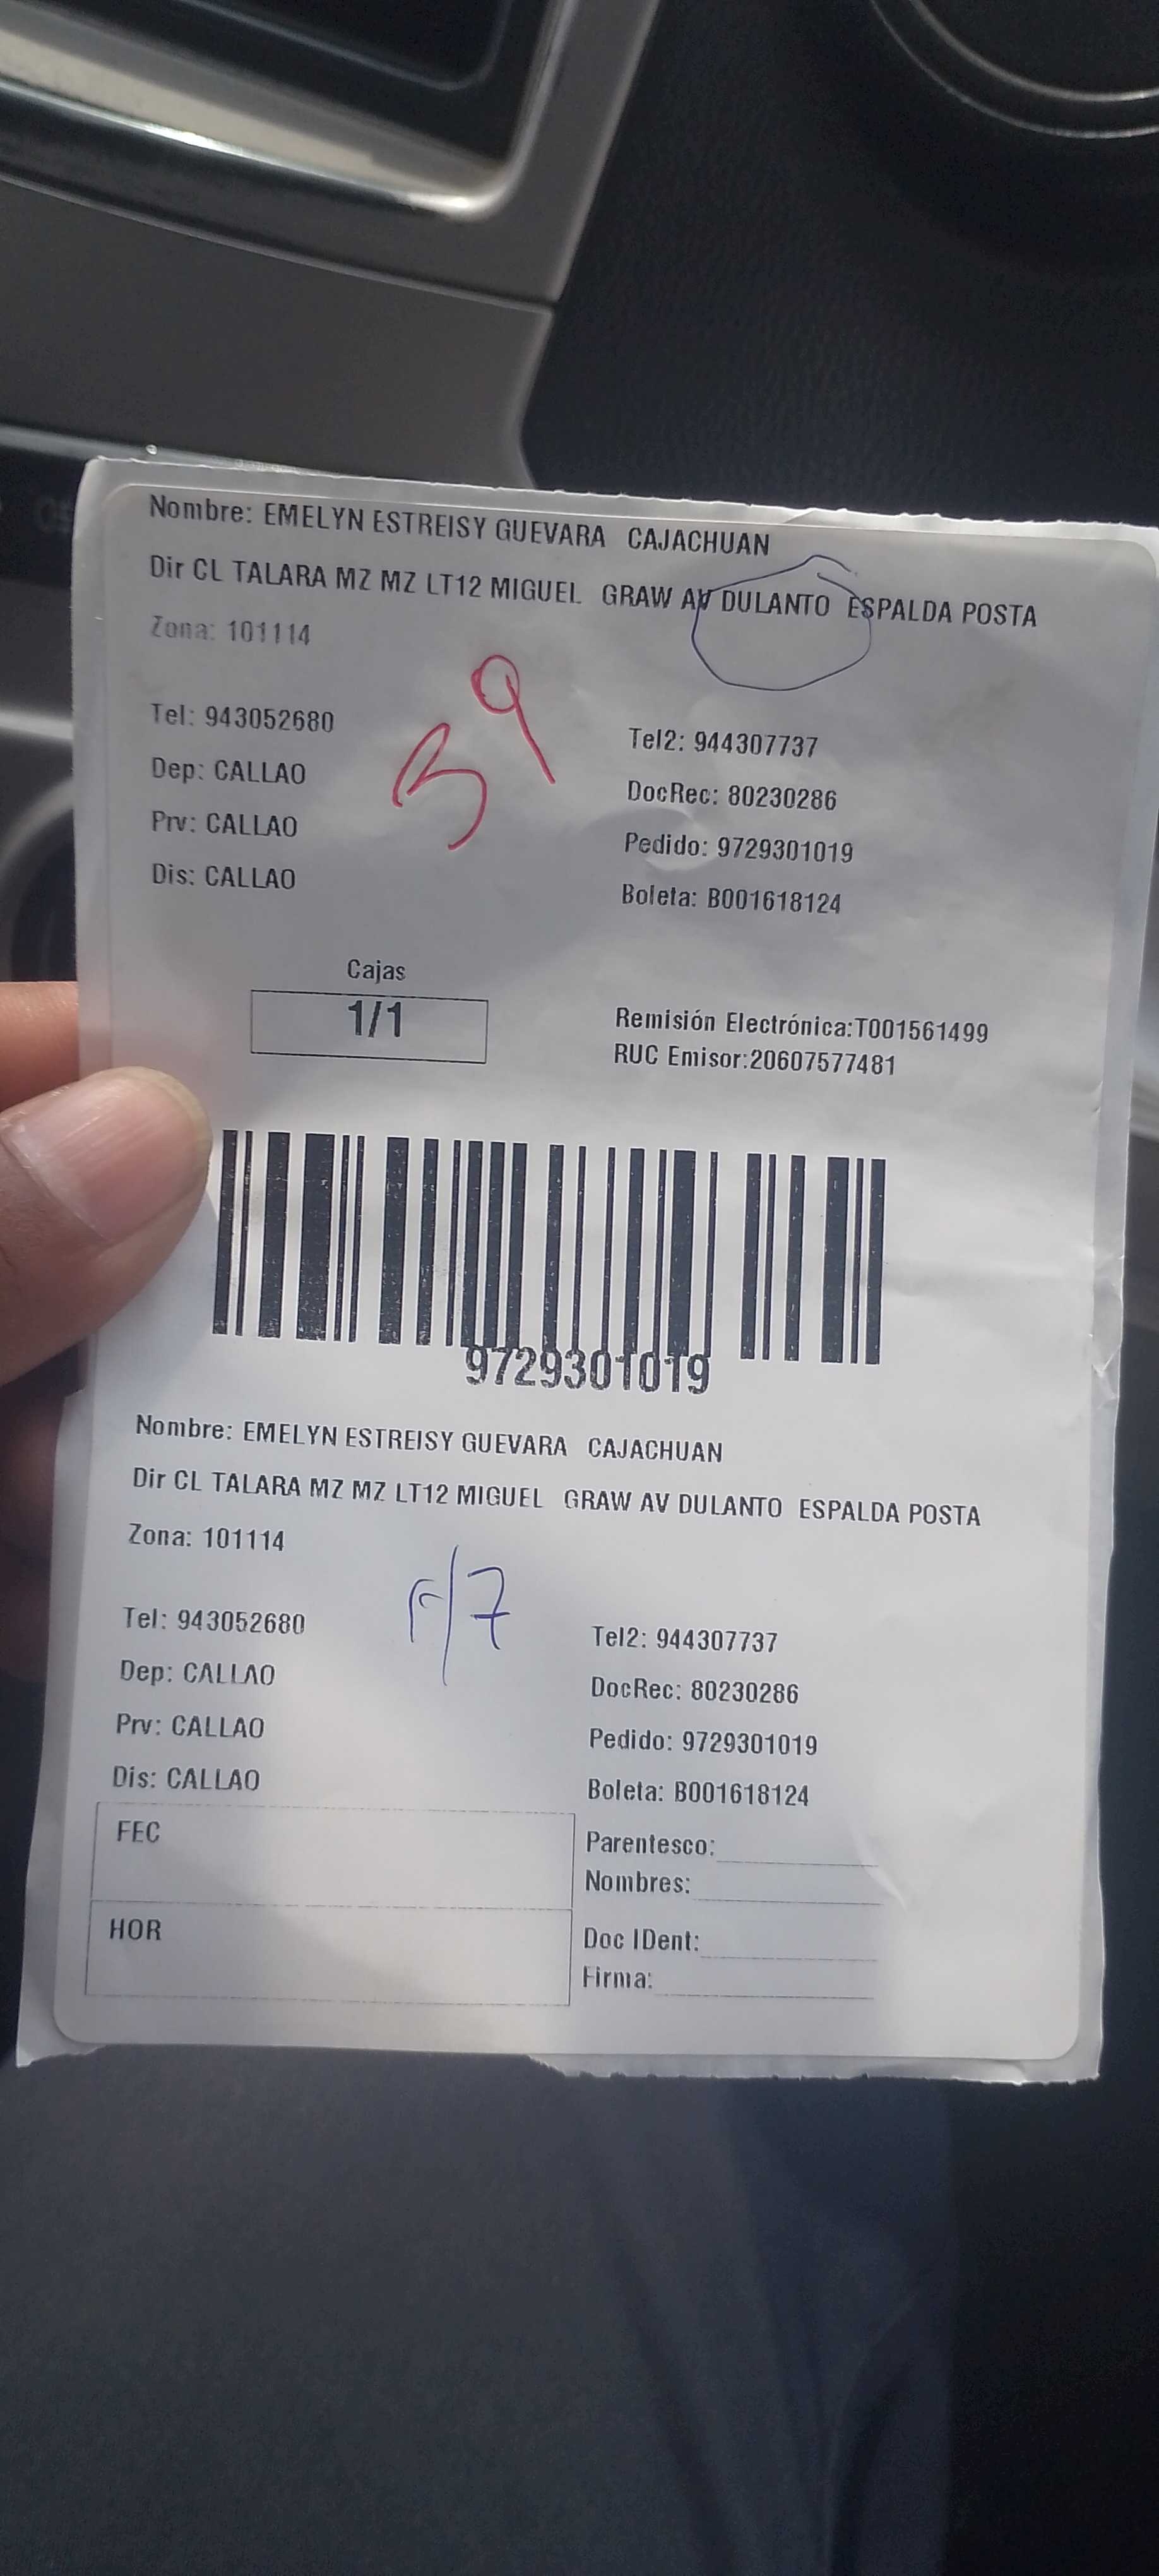 Nombre: EMELYN ESTREISY GUEVARA CAJACHUAN
Dir CL TALARA MZ MZ LT12 MIGUEL GRAW AV DULANTO ESPALDA POSTA
Zona: 101114
Tel: 943052680
Tel2: 944307737
Dep: CALLAO
DocRec: 80230286
Prv: CALLAO
Pedido: 9729301019
Dis: CALLAO
Boleta: B001618124
Cajas
1/1
Remisión Electrónica:T001561499
RUC Emisor:20607577481
9729301019
Nombre: EMELYN ESTREISY GUEVARA CAJACHUAN
Dir CL TALARA MZ MZ LT12 MIGUEL GRAW AV DULANTO ESPALDA POSTA
Zona: 101114
Tel: 943052680
Tel2: 944307737
Dep: CALLAO
DocRec: 80230286
Prv: CALLAO
Pedido: 9729301019
Dis: CALLAO
Boleta: B001618124
FEC
Parentesco:
Nombres:
HOR
Doc IDent:
Firma: